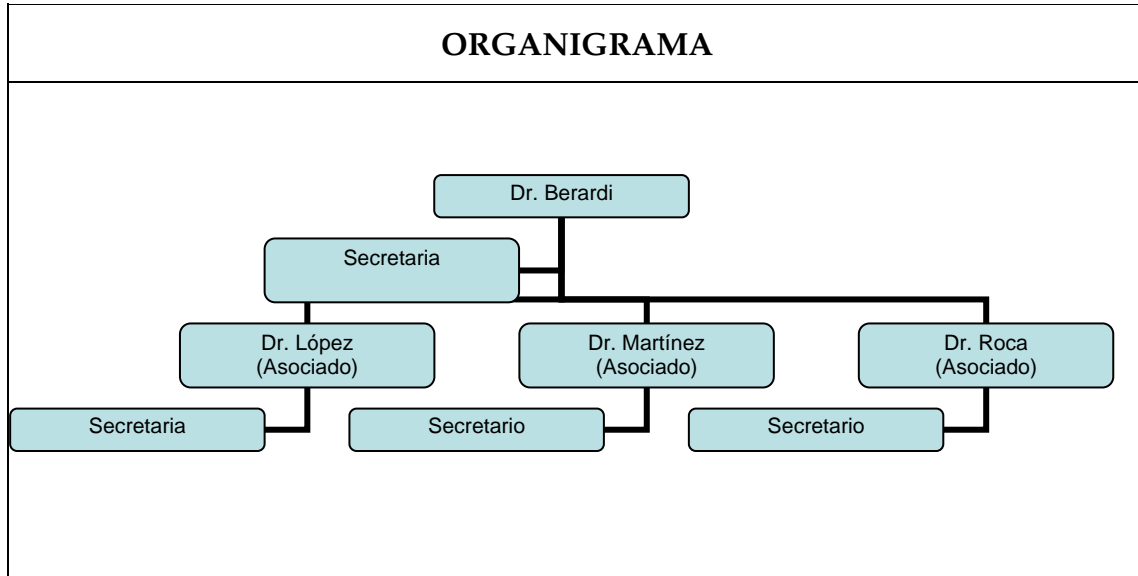 ORGANIGRAMA
Dr. Berardi
Secretaria
Dr. López
(Asociado)
Dr. Martínez
(Asociado)
Dr. Roca
(Asociado)
Secretaria
Secretario
Secretario